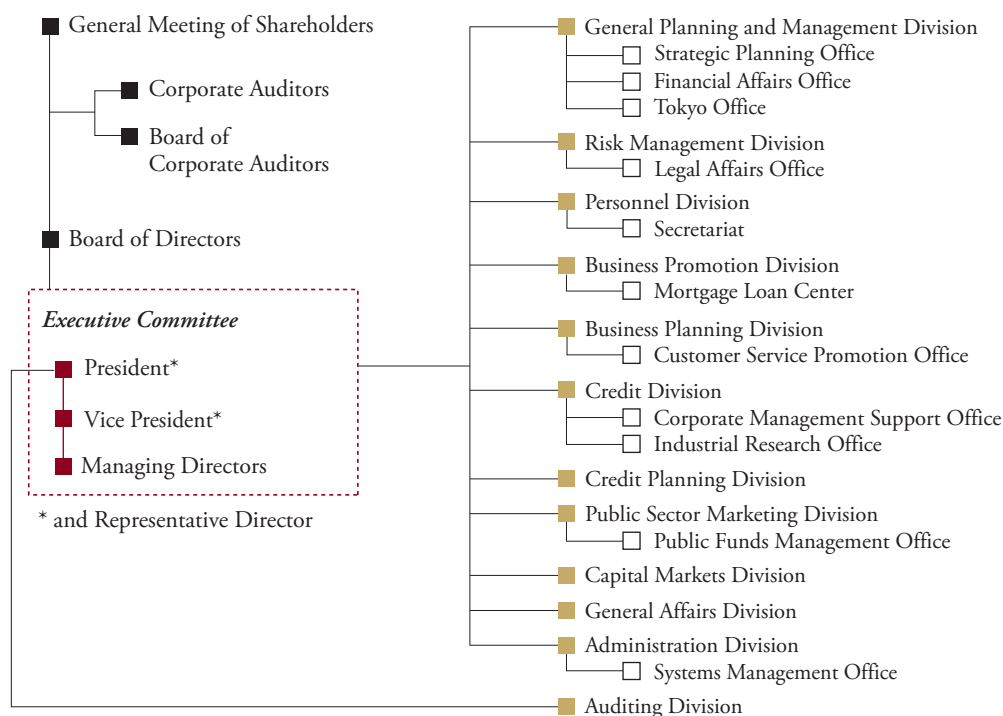 General Meeting of Shareholders
Corporate Auditors
Board of
Corporate Auditors
Board of Directors
Executive Committee
President*
Vice President*
Managing Directors
* and Representative Director
General Planning and Management Division
Strategic Planning Office
Financial Affairs Office
Tokyo Office
Risk Management Division
Legal Affairs Office
Personnel Division
Secretariat
Business Promotion Division
Mortgage Loan Center
Business Planning Division
Customer Service Promotion Office
Credit Division
Corporate Management Support Office
Industrial Research Office
Credit Planning Division
Public Sector Marketing Division
Public Funds Management Office
Capital Markets Division
General Affairs Division
Administration Division
Systems Management Office
Auditing Division